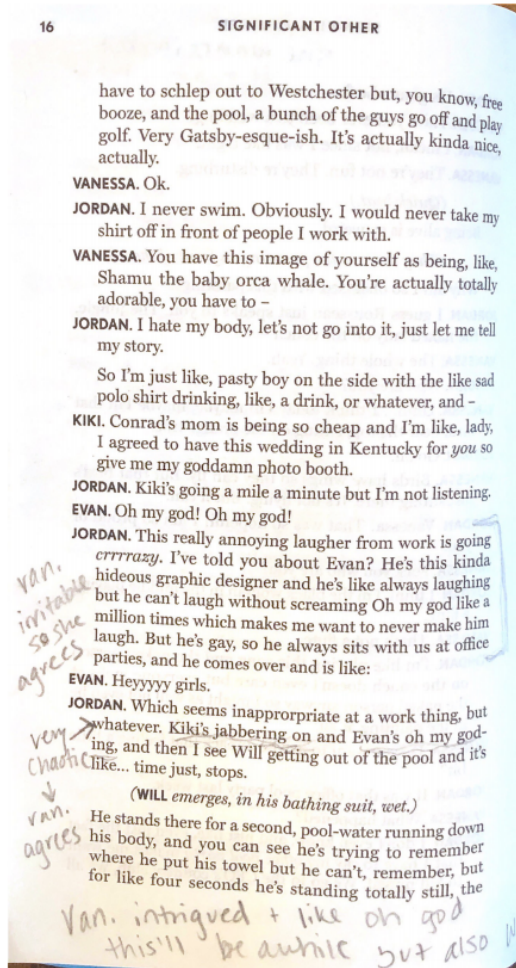 16 SIGNIFICANT OTHER
have to schlep out to Westchester but, you know, free
booze, and the pool, a bunch of the guys go off and play
golf. Very Gatsby-esque-ish. It's actually kinda nice,
actually.
VANESSA. Ok.
JORDAN. I never swim. Obviously. I would never take my
shirt off in front of people I work with.
VANESSA. You have this image of yourself as being, like,
Shamu the baby orca whale. You're actually totally
adorable, you have to –
JORDAN. I hate my body, let's not go into it, just let me tell
my story.
So I'm just like, pasty boy on the side with the like sad
polo shirt drinking, like, a drink, or whatever, and –
KIKI. Conrad's mom is being so cheap and I'm like, lady,
I agreed to have this wedding in Kentucky for you so
give me my goddamn photo booth.
JORDAN. Kiki's going a mile a minute but I'm not listening.
EVAN. Oh my god! Oh my god!
JORDAN. This really annoying laugher from work is going
crrrrazy. I've told you about Evan? He's this kinda
hideous graphic designer and he's like always laughing
but he can't laugh without screaming Oh my god like a
million times which makes me want to never make him
laugh. But he's gay, so he always sits with us at office
parties, and he comes over and is like:
van.
irritable
so she
agrees
EVAN. Heyyyyy girls.
JORDAN. Which seems inapprorpriate at a work thing, but
whatever. Kiki's jabbering on and Evan's oh my god-
ing, and then I see Will getting out of the pool and it's
like... time just, stops.
very
chaotic
van.
agrees
(WILL emerges, in his bathing suit, wet.)
He stands there for a second, pool-water running down
his body, and you can see he's trying to remember
where he put his towel but he can't, remember, but
for like four seconds he's standing totally still, the
Van. intrigued + like oh god
this'll be awhile but also